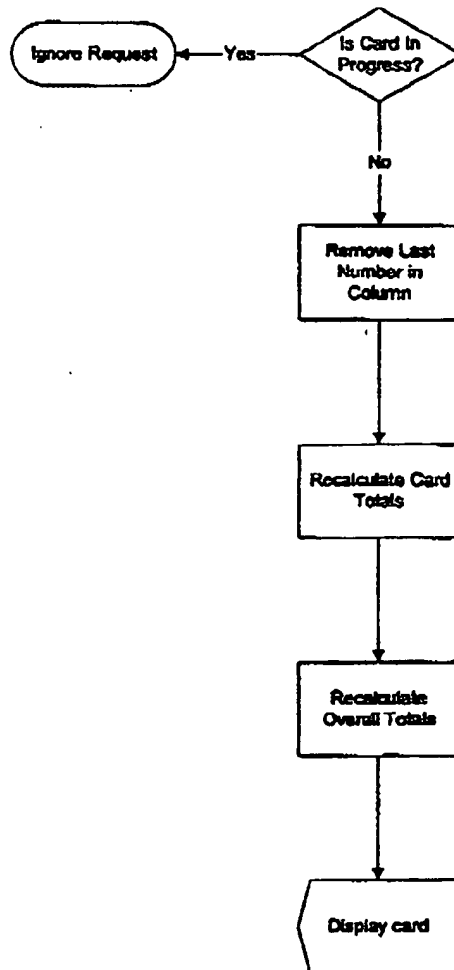 Ignore Request
Yes
Is Card in
Progress?
No
Remove Last
Number in
Column
Recalculate Card
Totals
Recalculate
Overall Totals
Display card